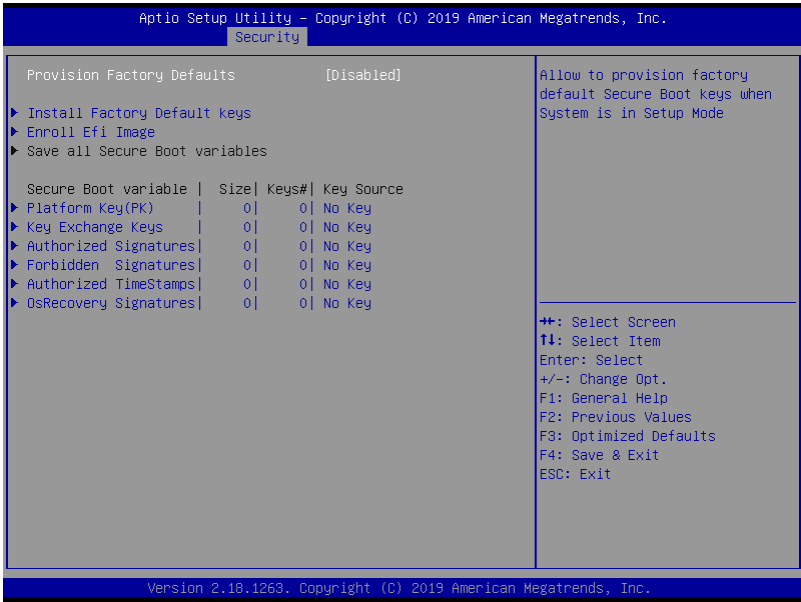 Aptio Setup Utility – Copyright (C) 2019 American Megatrends, Inc.
Security
Provision Factory Defaults [Disabled]
Install Factory Default keys
Enroll Efi Image
Save all Secure Boot variables
Secure Boot variable | Size| Keys#| Key Source
Platform Key(PK) | 0| 0| No Key
Key Exchange Keys | 0| 0| No Key
Authorized Signatures| 0| 0| No Key
Forbidden Signatures| 0| 0| No Key
Authorized TimeStamps| 0| 0| No Key
OsRecovery Signatures| 0| 0| No Key
Allow to provision factory
default Secure Boot keys when
System is in Setup Mode
→←: Select Screen
↑↓: Select Item
Enter: Select
+/-: Change Opt.
F1: General Help
F2: Previous Values
F3: Optimized Defaults
F4: Save & Exit
ESC: Exit
Version 2.18.1263. Copyright (C) 2019 American Megatrends, Inc.